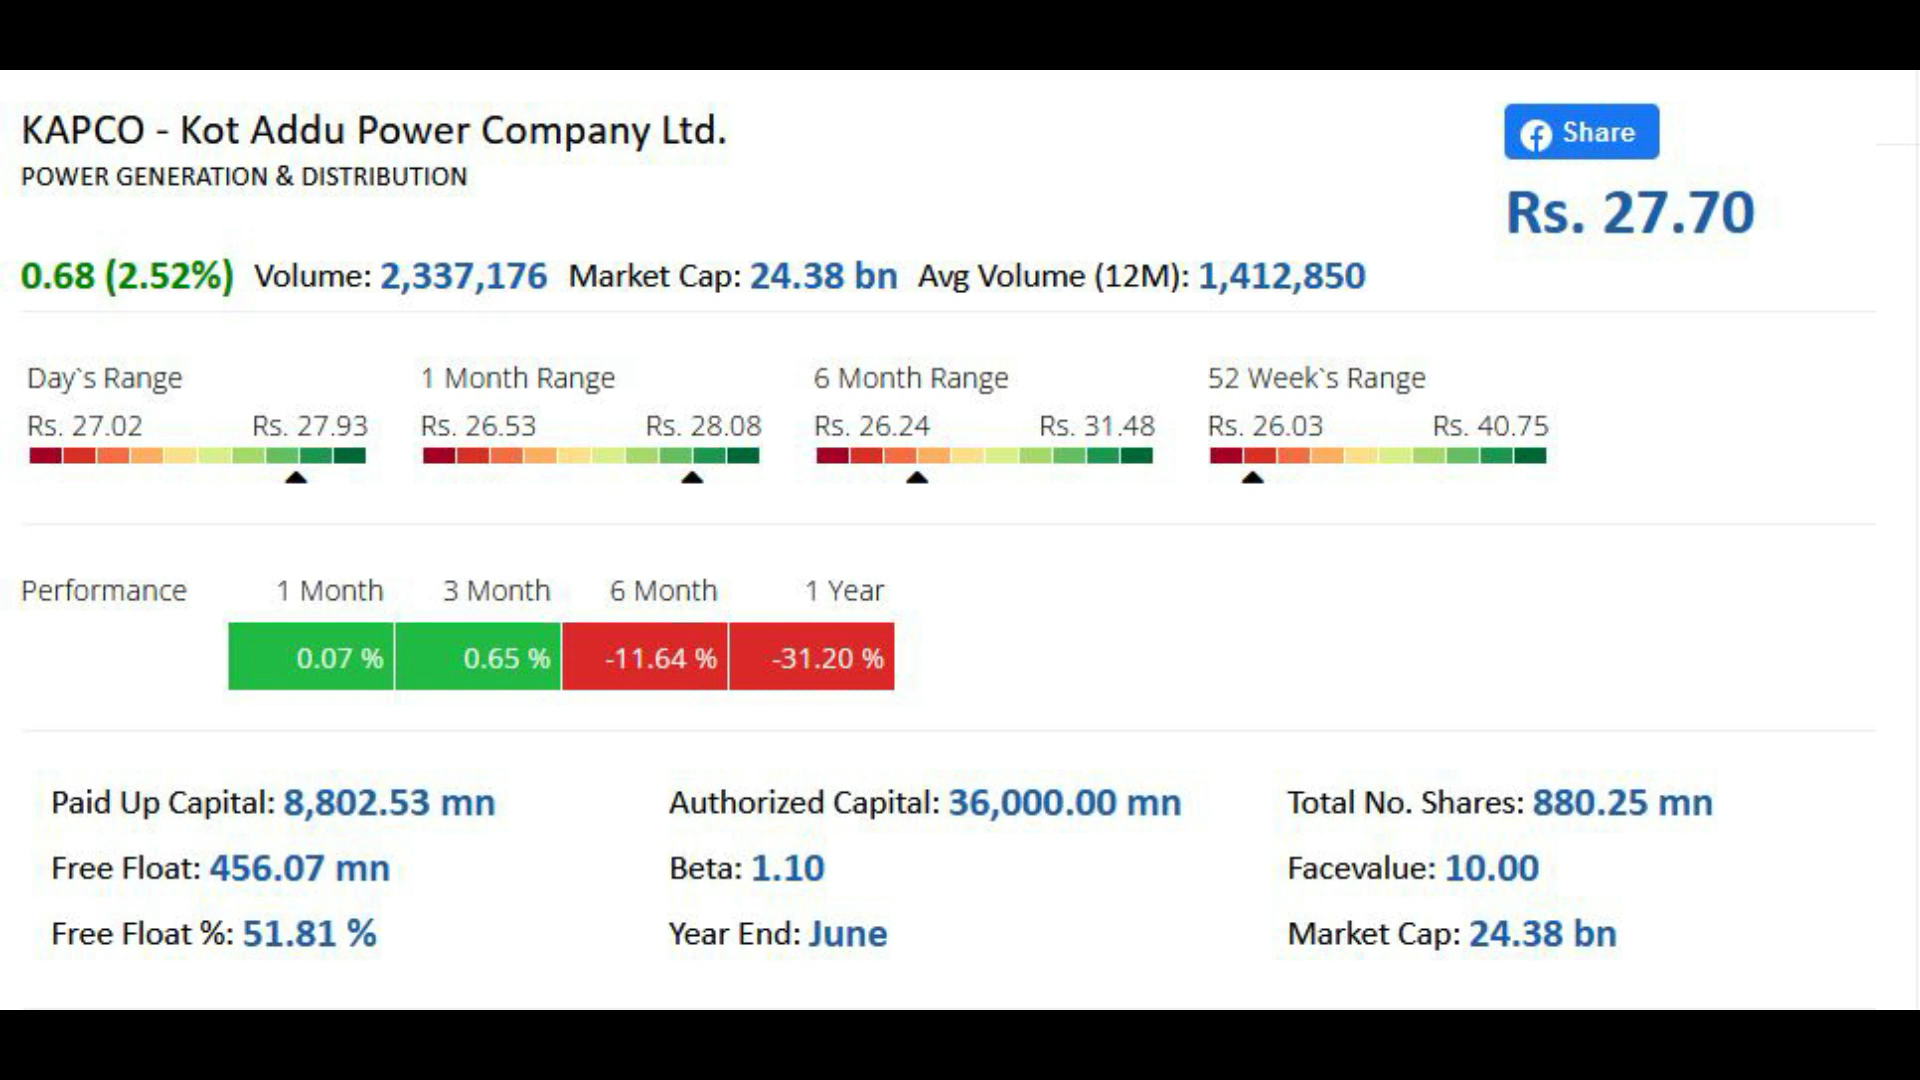 KAPCO - Kot Addu Power Company Ltd.
Share
POWER GENERATION & DISTRIBUTION
Rs. 27.70
0.68 (2.52%) Volume: 2,337,176 Market Cap: 24.38 bn Avg Volume (12M): 1,412,850
Day`s Range 1 Month Range 6 Month Range 52 Week`s Range
Rs. 27.02 Rs. 27.93 Rs. 26.53 Rs. 28.08 Rs. 26.24 Rs. 31.48 Rs. 26.03 Rs. 40.75
Performance 1 Month 3 Month 6 Month 1 Year
0.07 % 0.65 % -11.64 % -31.20 %
Paid Up Capital: 8,802.53 mn Authorized Capital: 36,000.00 mn Total No. Shares: 880.25 mn
Free Float: 456.07 mn Beta: 1.10 Facevalue: 10.00
Free Float %: 51.81 % Year End: June Market Cap: 24.38 bn